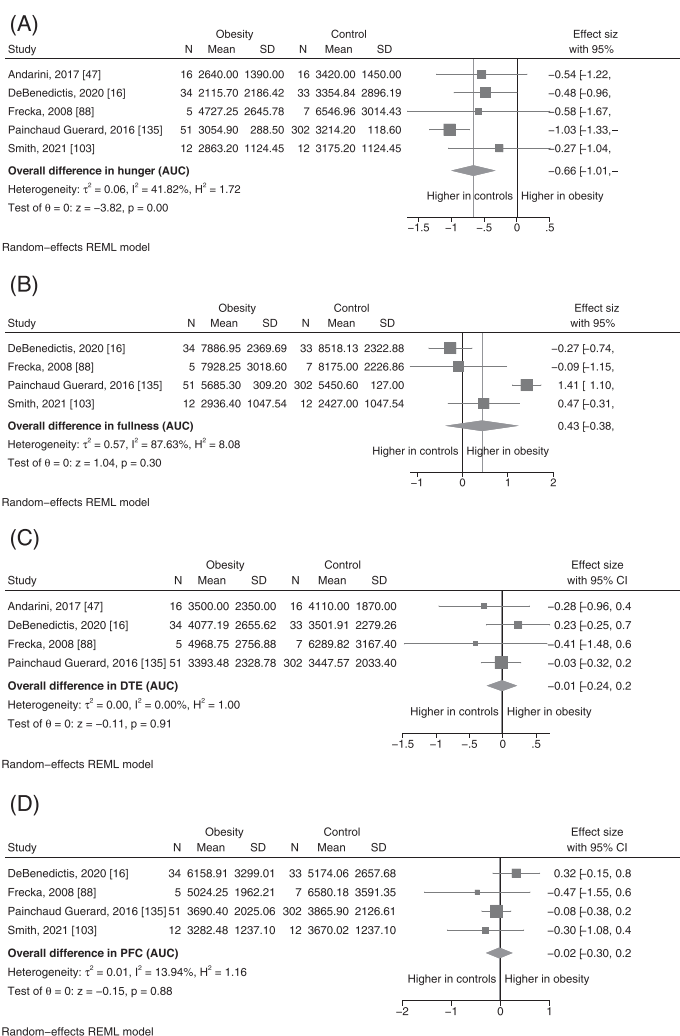 (A)
Obesity Control Effect siz
Study N Mean SD N Mean SD with 95%
Andarini, 2017 [47] 16 2640.00 1390.00 16 3420.00 1450.00 −0.54 [−1.22,
DeBenedictis, 2020 [16] 34 2115.70 2186.42 33 3354.84 2896.19 −0.48 [−0.96,
Frecka, 2008 [88] 5 4727.25 2645.78 7 6546.96 3014.43 −0.58 [−1.67,
Painchaud Guerard, 2016 [135] 51 3054.90 288.50 302 3214.20 118.60 −1.03 [−1.33,−
Smith, 2021 [103] 12 2863.20 1124.45 12 3175.20 1124.45 −0.27 [−1.04,
Overall difference in hunger (AUC) −0.66 [−1.01,−
Heterogeneity: τ² = 0.06, I² = 41.82%, H² = 1.72
Higher in controls Higher in obesity
Test of θ = 0: z = −3.82, p = 0.00
−1.5 −1 −.5 0 .5
Random−effects REML model
(B)
Obesity Control Effect siz
Study N Mean SD N Mean SD with 95%
DeBenedictis, 2020 [16] 34 7886.95 2369.69 33 8518.13 2322.88 −0.27 [−0.74,
Frecka, 2008 [88] 5 7928.25 3018.60 7 8175.00 2226.86 −0.09 [−1.15,
Painchaud Guerard, 2016 [135] 51 5685.30 309.20 302 5450.60 127.00 1.41 [ 1.10,
Smith, 2021 [103] 12 2936.40 1047.54 12 2427.00 1047.54 0.47 [−0.31,
Overall difference in fullness (AUC) 0.43 [−0.38,
Heterogeneity: τ² = 0.57, I² = 87.63%, H² = 8.08
Higher in controls Higher in obesity
Test of θ = 0: z = 1.04, p = 0.30
−1 0 1 2
Random−effects REML model
(C)
Obesity Control Effect size
Study N Mean SD N Mean SD with 95% CI
Andarini, 2017 [47] 16 3500.00 2350.00 16 4110.00 1870.00 −0.28 [−0.96, 0.4
DeBenedictis, 2020 [16] 34 4077.19 2655.62 33 3501.91 2279.26 0.23 [−0.25, 0.7
Frecka, 2008 [88] 5 4968.75 2756.88 7 6289.82 3167.40 −0.41 [−1.48, 0.6
Painchaud Guerard, 2016 [135] 51 3393.48 2328.78 302 3447.57 2033.40 −0.03 [−0.32, 0.2
Overall difference in DTE (AUC) −0.01 [−0.24, 0.2
Heterogeneity: τ² = 0.00, I² = 0.00%, H² = 1.00
Higher in controls Higher in obesity
Test of θ = 0: z = −0.11, p = 0.91
−1.5 −1 −.5 0 .5
Random−effects REML model
(D)
Obesity Control Effect size
Study N Mean SD N Mean SD with 95% CI
DeBenedictis, 2020 [16] 34 6158.91 3299.01 33 5174.06 2657.68 0.32 [−0.15, 0.8
Frecka, 2008 [88] 5 5024.25 1962.21 7 6580.18 3591.35 −0.47 [−1.55, 0.6
Painchaud Guerard, 2016 [135] 51 3690.40 2025.06 302 3865.90 2126.61 −0.08 [−0.38, 0.2
Smith, 2021 [103] 12 3282.48 1237.10 12 3670.02 1237.10 −0.30 [−1.08, 0.4
Overall difference in PFC (AUC) −0.02 [−0.30, 0.2
Heterogeneity: τ² = 0.01, I² = 13.94%, H² = 1.16
Higher in controls Higher in obesity
Test of θ = 0: z = −0.15, p = 0.88
−2 −1 0 1
Random−effects REML model